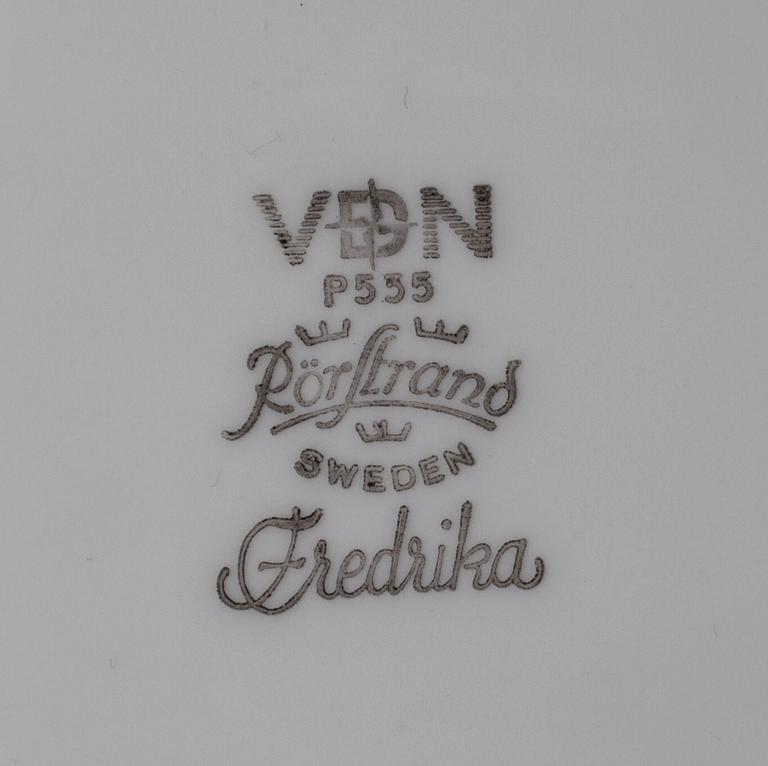 VDN
P535
Rörstrand
SWEDEN
Fredrika